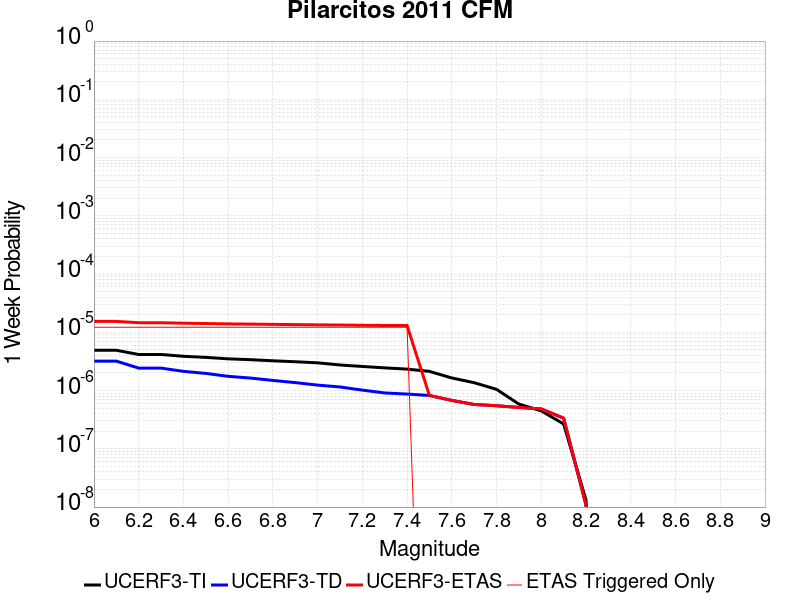 Pilarcitos 2011 CFM
10 0
10 -1
10 -2
10 -3
10 -4
10 -5
10 -6
10 -7
10 -8
1 Week Probability
6 6.2 6.4 6.6 6.8 7 7.2 7.4 7.6 7.8 8 8.2 8.4 8.6 8.8 9
Magnitude
UCERF3-TI UCERF3-TD UCERF3-ETAS ETAS Triggered Only